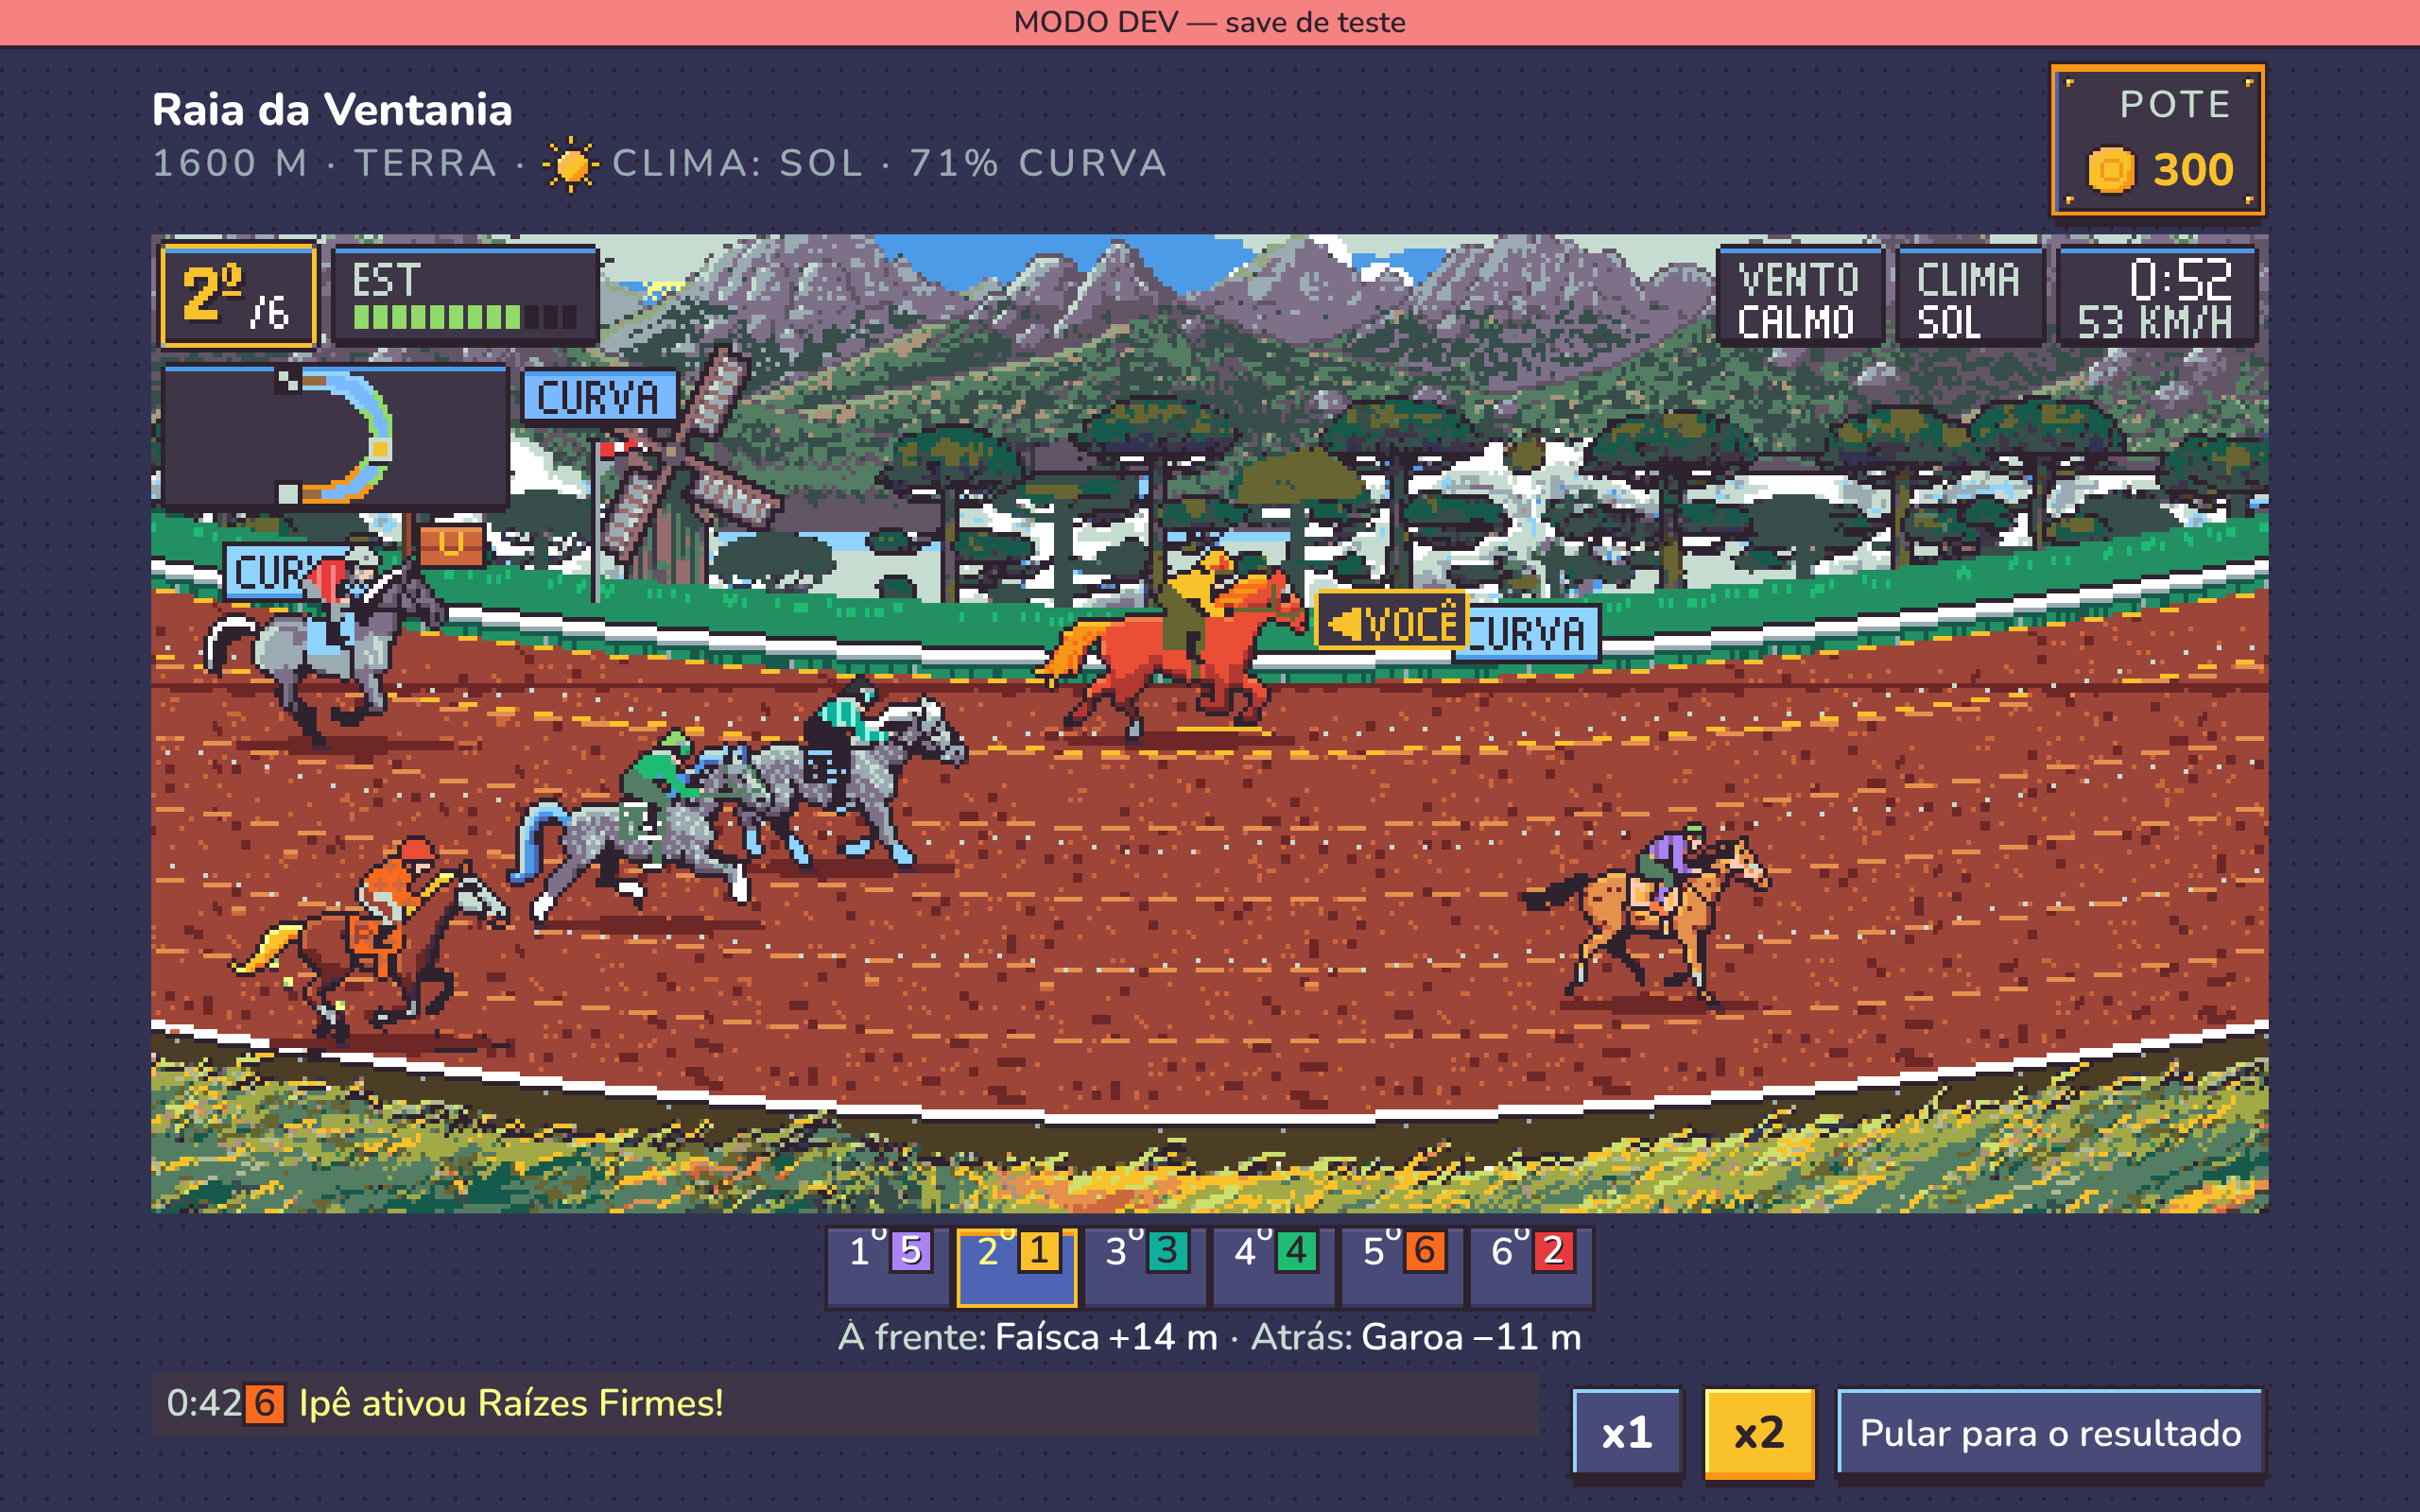 MODO DEV — save de teste
Raia da Ventania
1600 M · TERRA · CLIMA: SOL · 71% CURVA
POTE
300
2º/6
EST
VENTO
CALMO
CLIMA
SOL
0:52
53 KM/H
CURVA
VOCÊ
CURVA
1º 5
2º 1
3º 3
4º 4
5º 6
6º 2
À frente: Faísca +14 m · Atrás: Garoa −11 m
0:42 6 Ipê ativou Raízes Firmes!
x1
x2
Pular para o resultado